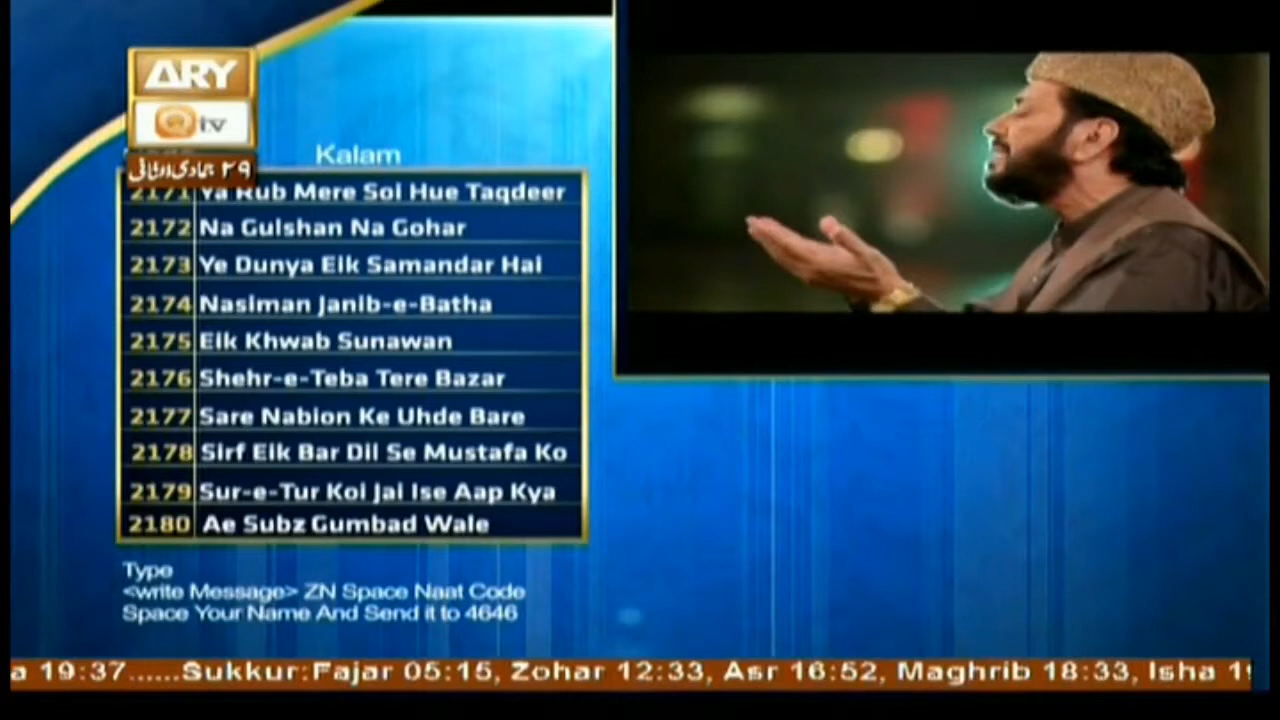 ARY
Qtv
۲۹ جمادی الثانی
Kalam
2171 Ya Rub Mere Soi Hue Taqdeer
2172 Na Gulshan Na Gohar
2173 Ye Dunya Eik Samandar Hai
2174 Nasiman Janib-e-Batha
2175 Eik Khwab Sunawan
2176 Shehr-e-Teba Tere Bazar
2177 Sare Nabion Ke Uhde Bare
2178 Sirf Eik Bar Dil Se Mustafa Ko
2179 Sur-e-Tur Koi Jai Ise Aap Kya
2180 Ae Subz Gumbad Wale
Type
<write Message> ZN Space Naat Code
Space Your Name And Send it to 4646
a 19:37......Sukkur:Fajar 05:15, Zohar 12:33, Asr 16:52, Maghrib 18:33, Isha 19